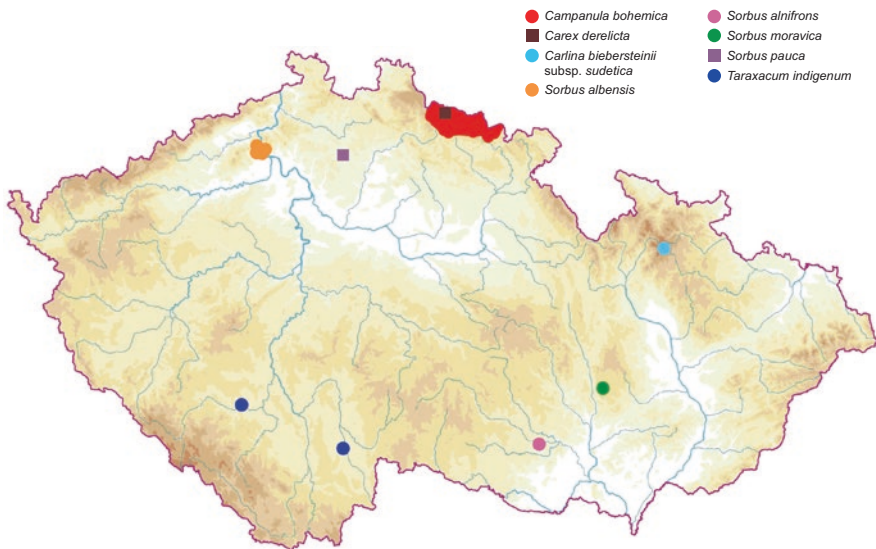 Campanula bohemica
Carex derelicta
Carlina biebersteinii
subsp. sudetica
Sorbus albensis
Sorbus alnifrons
Sorbus moravica
Sorbus pauca
Taraxacum indigenum